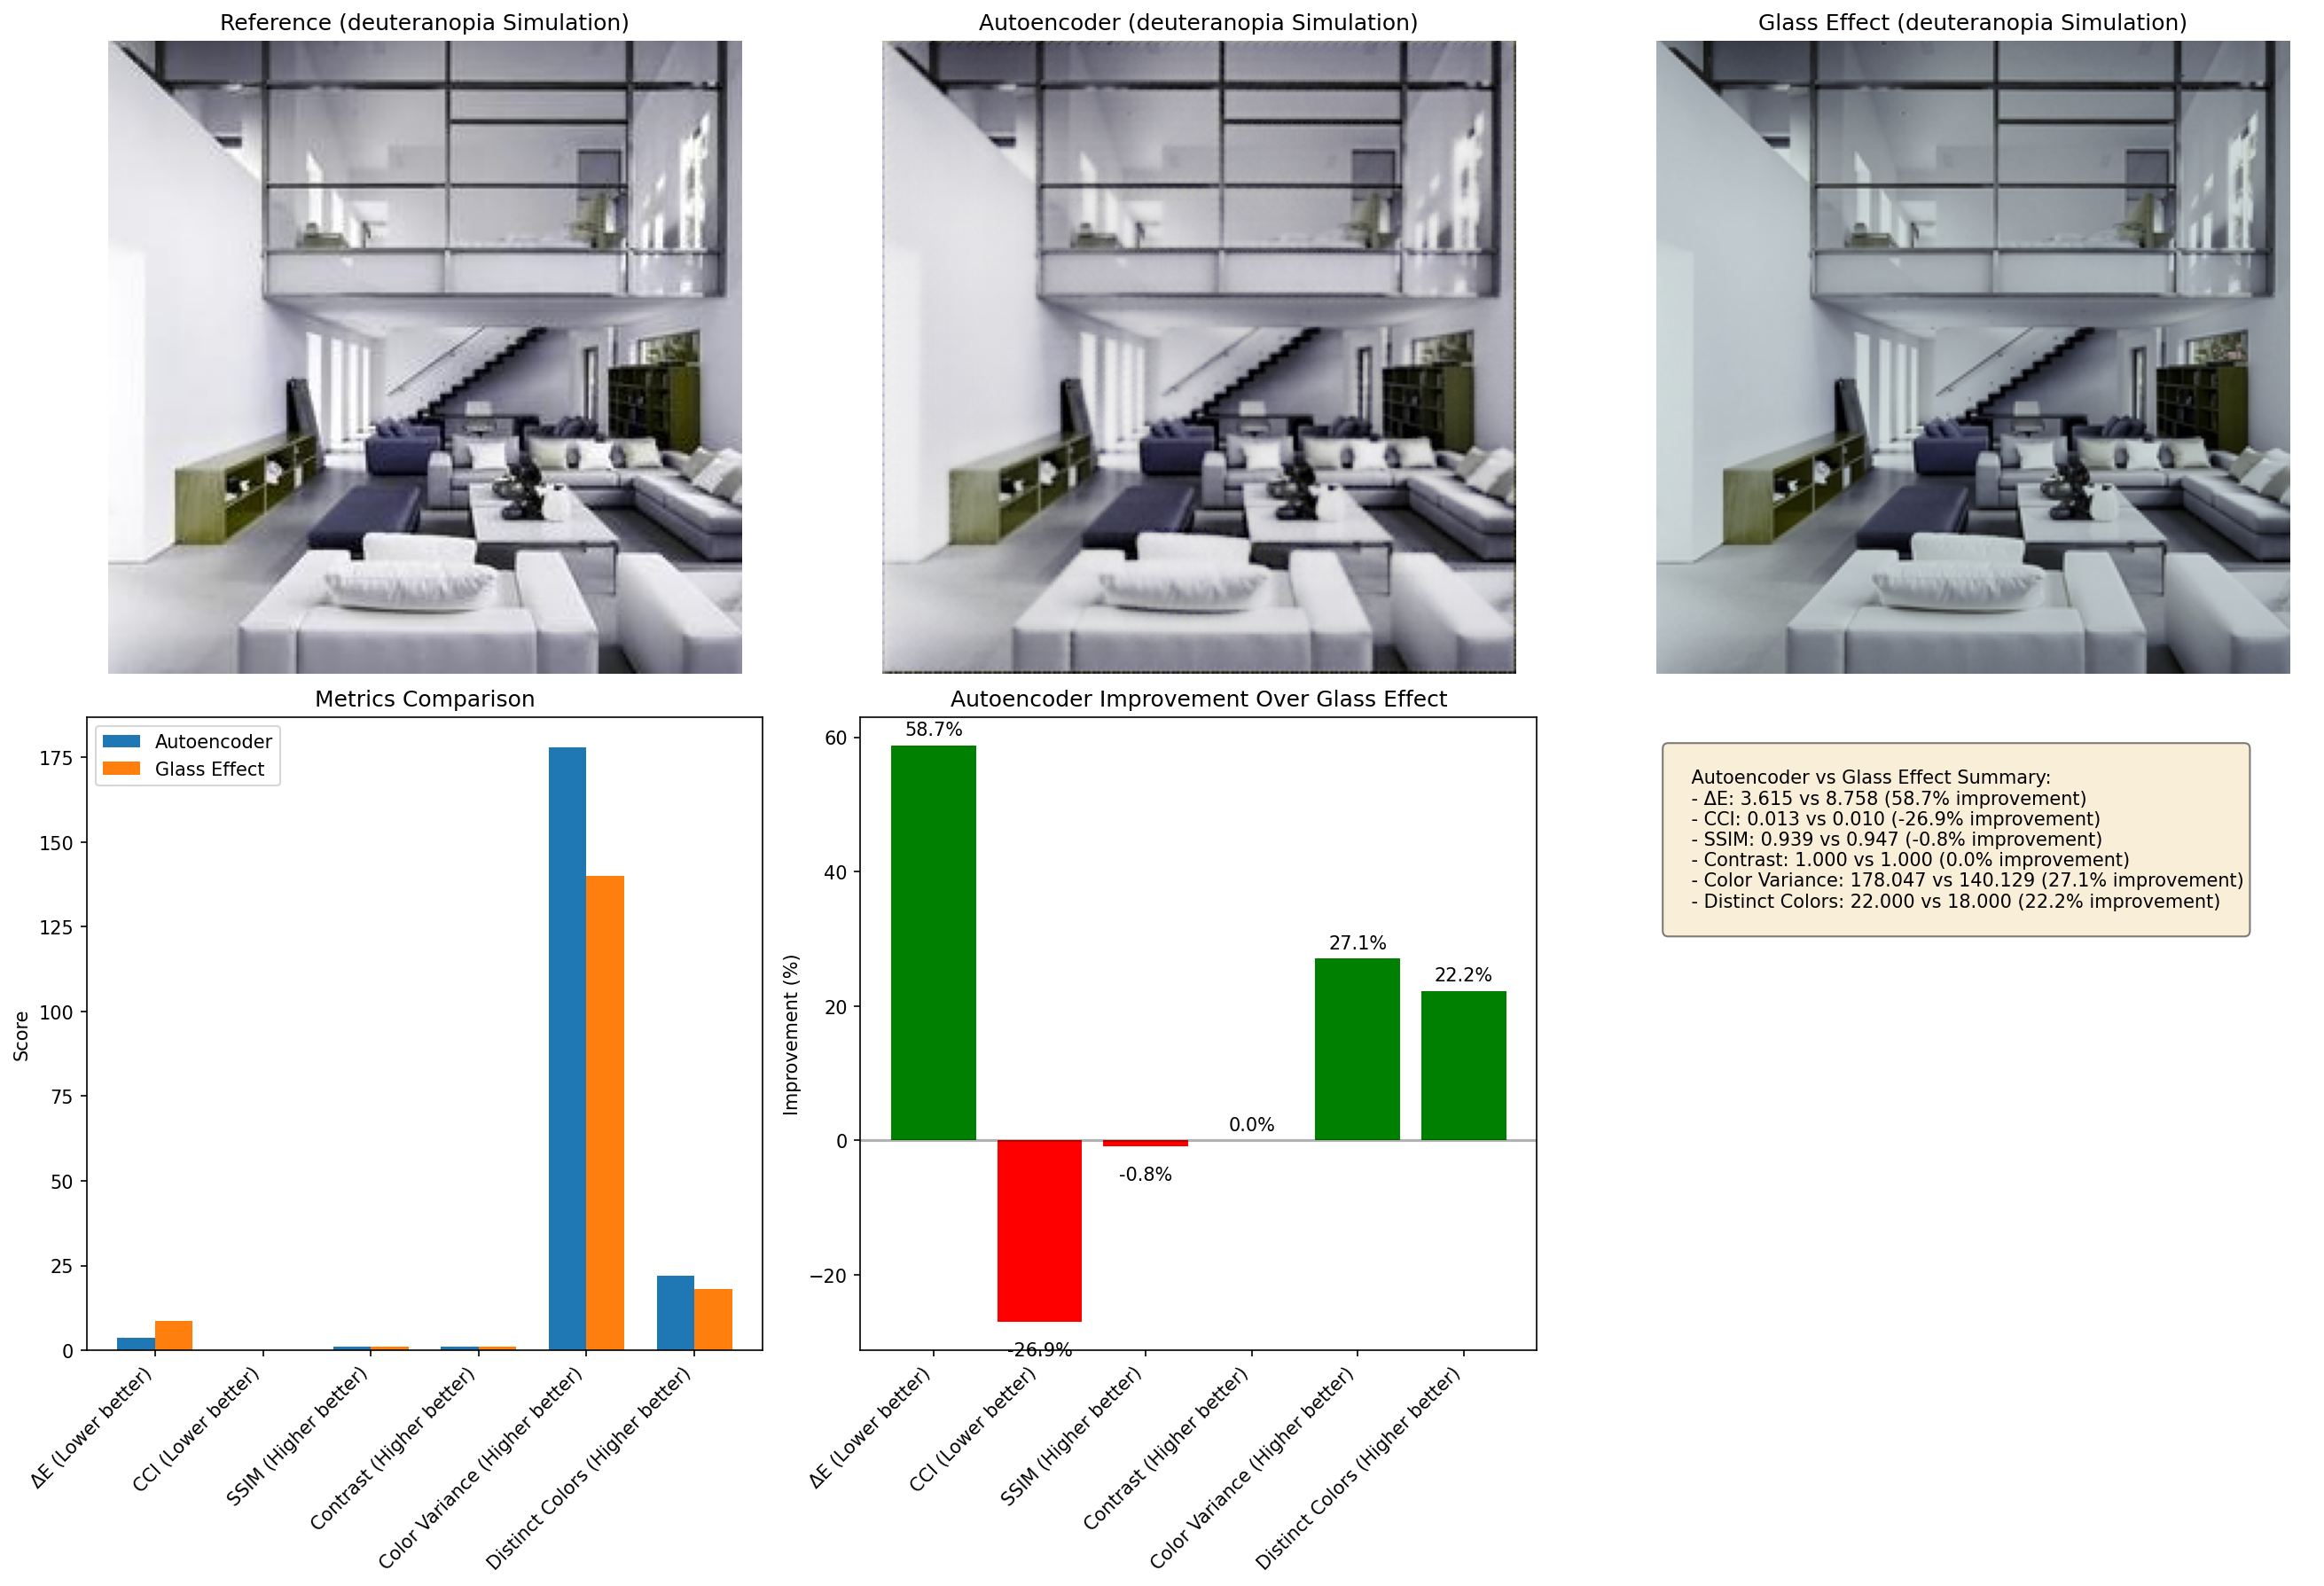 Reference (deuteranopia Simulation)
Autoencoder (deuteranopia Simulation)
Glass Effect (deuteranopia Simulation)
Metrics Comparison
Autoencoder
Glass Effect
Score
175
150
125
100
75
50
25
0
ΔE (Lower better)
CCI (Lower better)
SSIM (Higher better)
Contrast (Higher better)
Color Variance (Higher better)
Distinct Colors (Higher better)
Autoencoder Improvement Over Glass Effect
Improvement (%)
60
40
20
0
−20
58.7%
-26.9%
-0.8%
0.0%
27.1%
22.2%
ΔE (Lower better)
CCI (Lower better)
SSIM (Higher better)
Contrast (Higher better)
Color Variance (Higher better)
Distinct Colors (Higher better)
Autoencoder vs Glass Effect Summary:
- ΔE: 3.615 vs 8.758 (58.7% improvement)
- CCI: 0.013 vs 0.010 (-26.9% improvement)
- SSIM: 0.939 vs 0.947 (-0.8% improvement)
- Contrast: 1.000 vs 1.000 (0.0% improvement)
- Color Variance: 178.047 vs 140.129 (27.1% improvement)
- Distinct Colors: 22.000 vs 18.000 (22.2% improvement)